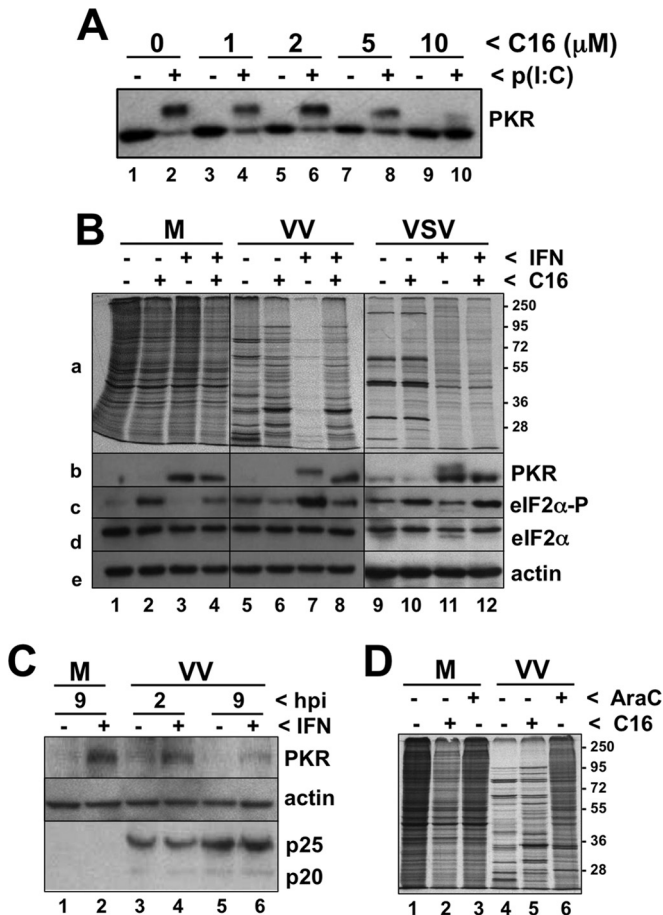 A
0 1 2 5 10 < C16 (µM)
- + - + - + - + - + < p(I:C)
PKR
1 2 3 4 5 6 7 8 9 10
B
M VV VSV
- - + + - - + + - - + + < IFN
- + - + - + - + - + - + < C16
250
95
72
a
55
36
28
b PKR
c eIF2α-P
d eIF2α
e actin
1 2 3 4 5 6 7 8 9 10 11 12
C
M VV
9 2 9 < hpi
- + - + - + < IFN
PKR
actin
p25
p20
1 2 3 4 5 6
D
M VV
- - + - - + < AraC
- + - - + - < C16
250
95
72
55
36
28
1 2 3 4 5 6